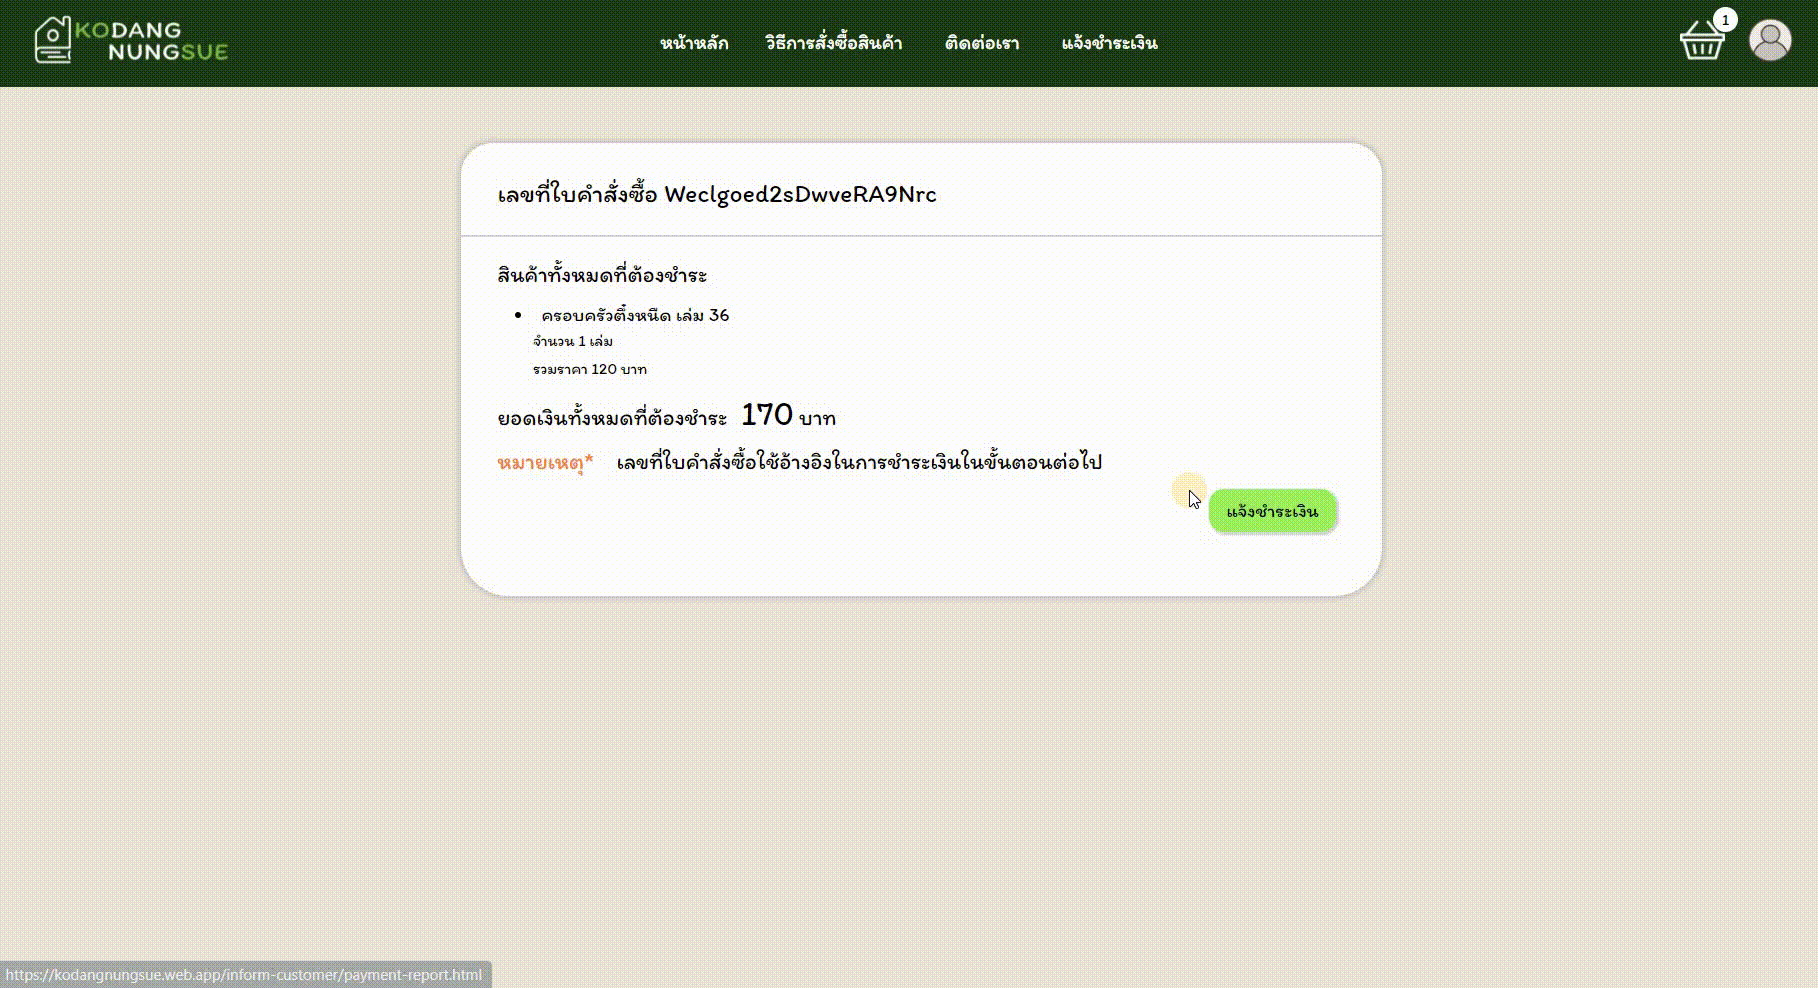 KODANG
NUNGSUE
หน้าหลัก วิธีการสั่งซื้อสินค้า ติดต่อเรา แจ้งชำระเงิน
1
เลขที่ใบคำสั่งซื้อ Weclgoed2sDwveRA9Nrc
สินค้าทั้งหมดที่ต้องชำระ
• ครอบครัวตึ๋งหนืด เล่ม 36
จำนวน 1 เล่ม
รวมราคา 120 บาท
ยอดเงินทั้งหมดที่ต้องชำระ 170 บาท
หมายเหตุ* เลขที่ใบคำสั่งซื้อใช้อ้างอิงในการชำระเงินในขั้นตอนต่อไป
แจ้งชำระเงิน
https://kodangnungsue.web.app/inform-customer/payment-report.html